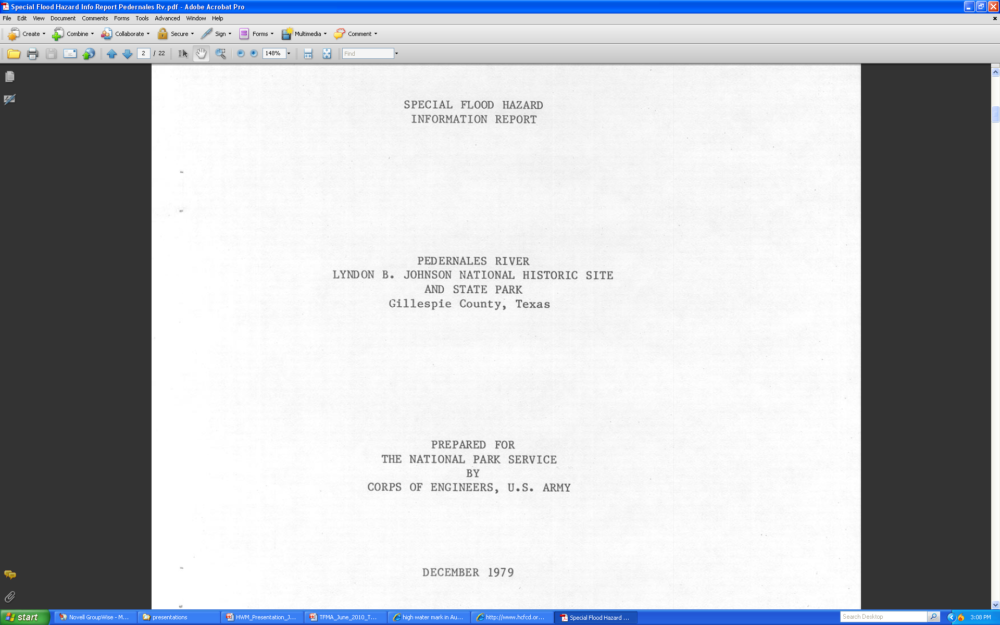 Special Flood Hazard Info Report Pedernales Rv.pdf - Adobe Acrobat Pro
File Edit View Document Comments Forms Tools Advanced Window Help
Create Combine Collaborate Secure Sign Forms Multimedia Comment
2 / 22 148% Find
SPECIAL FLOOD HAZARD
INFORMATION REPORT
PEDERNALES RIVER
LYNDON B. JOHNSON NATIONAL HISTORIC SITE
AND STATE PARK
Gillespie County, Texas
PREPARED FOR
THE NATIONAL PARK SERVICE
BY
CORPS OF ENGINEERS, U.S. ARMY
DECEMBER 1979
start Novell GroupWise - M... presentations HWM_Presentation_J... TFMA_June_2010_T... high water mark in Au... http://www.hcfcd.or... Special Flood Hazard ... Search Desktop 3:08 PM